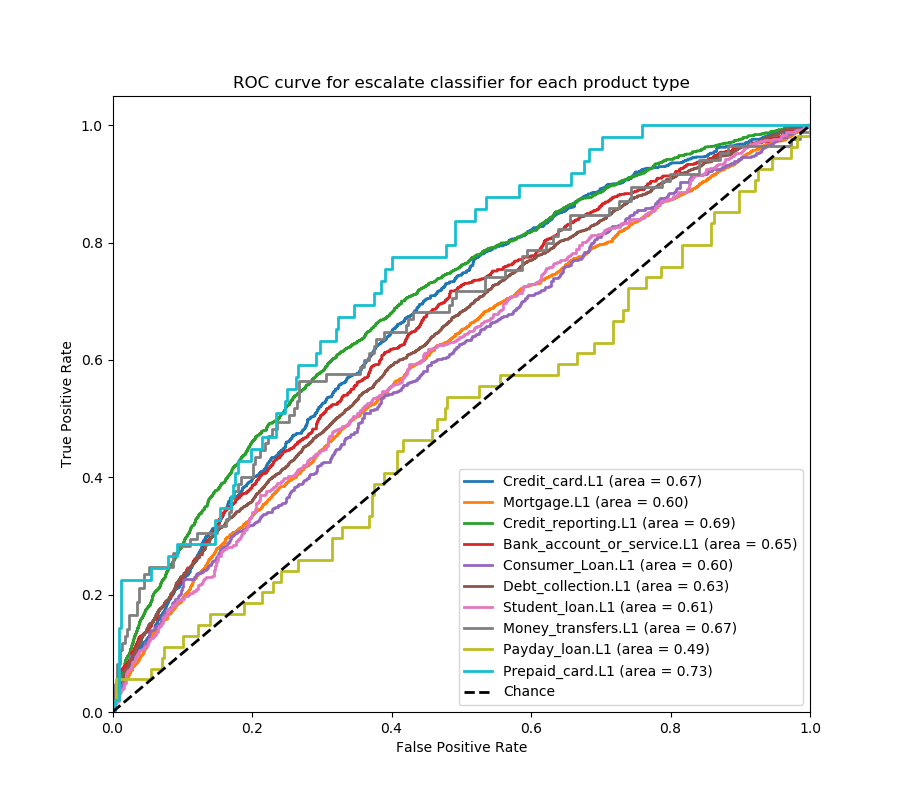 ROC curve for escalate classifier for each product type
True Positive Rate
1.0
0.8
0.6
0.4
0.2
0.0
Credit_card.L1 (area = 0.67)
Mortgage.L1 (area = 0.60)
Credit_reporting.L1 (area = 0.69)
Bank_account_or_service.L1 (area = 0.65)
Consumer_Loan.L1 (area = 0.60)
Debt_collection.L1 (area = 0.63)
Student_loan.L1 (area = 0.61)
Money_transfers.L1 (area = 0.67)
Payday_loan.L1 (area = 0.49)
Prepaid_card.L1 (area = 0.73)
Chance
0.0 0.2 0.4 0.6 0.8 1.0
False Positive Rate